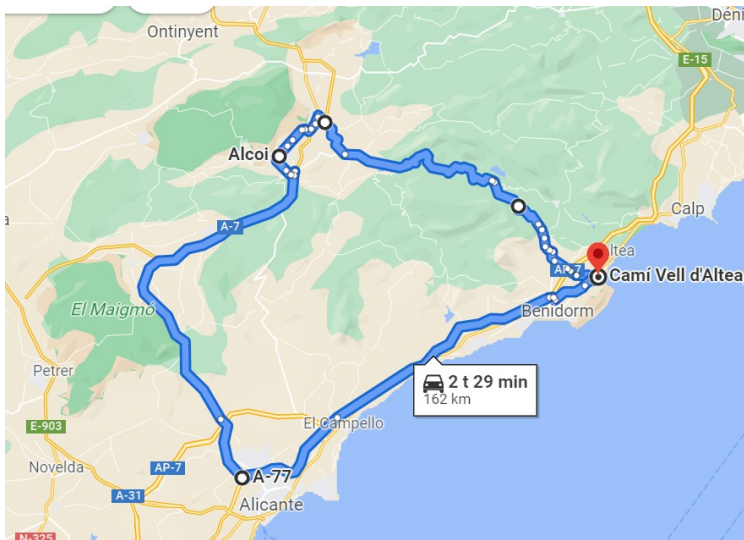 Ontinyent
Déni
E-15
Alcoi
Calp
A-7
Altea
AP-7
Camí Vell d'Altea
El Maigmó
Benidorm
2 t 29 min
162 km
Petrer
El Campello
E-903
Novelda
AP-7
A-77
A-31
Alicante
N-325